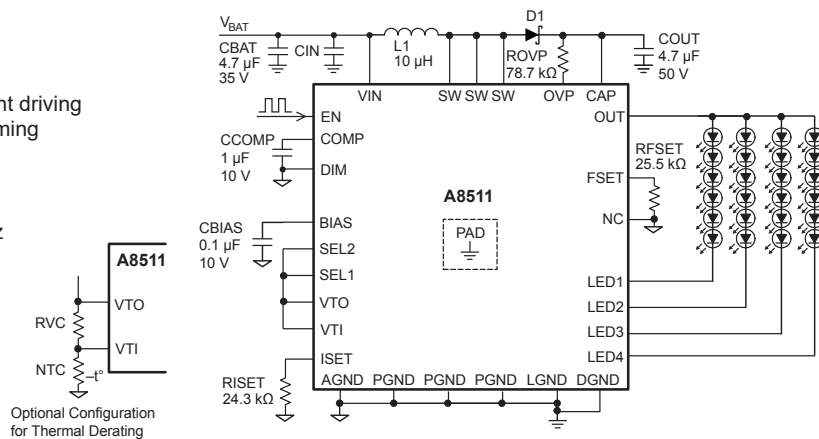 V_BAT
CBAT
4.7 µF
35 V
CIN
L1
10 µH
D1
ROVP
78.7 kΩ
COUT
4.7 µF
50 V
VIN
SW SW SW
OVP
CAP
driving
EN
COMP
DIM
CCOMP
1 µF
10 V
OUT
RFSET
25.5 kΩ
FSET
NC
A8511
PAD
CBIAS
0.1 µF
10 V
BIAS
SEL2
SEL1
VTO
VTI
ISET
LED1
LED2
LED3
LED4
RISET
24.3 kΩ
AGND PGND PGND PGND LGND DGND
A8511
VTO
RVC
VTI
NTC
–t°
Optional Configuration
for Thermal Derating